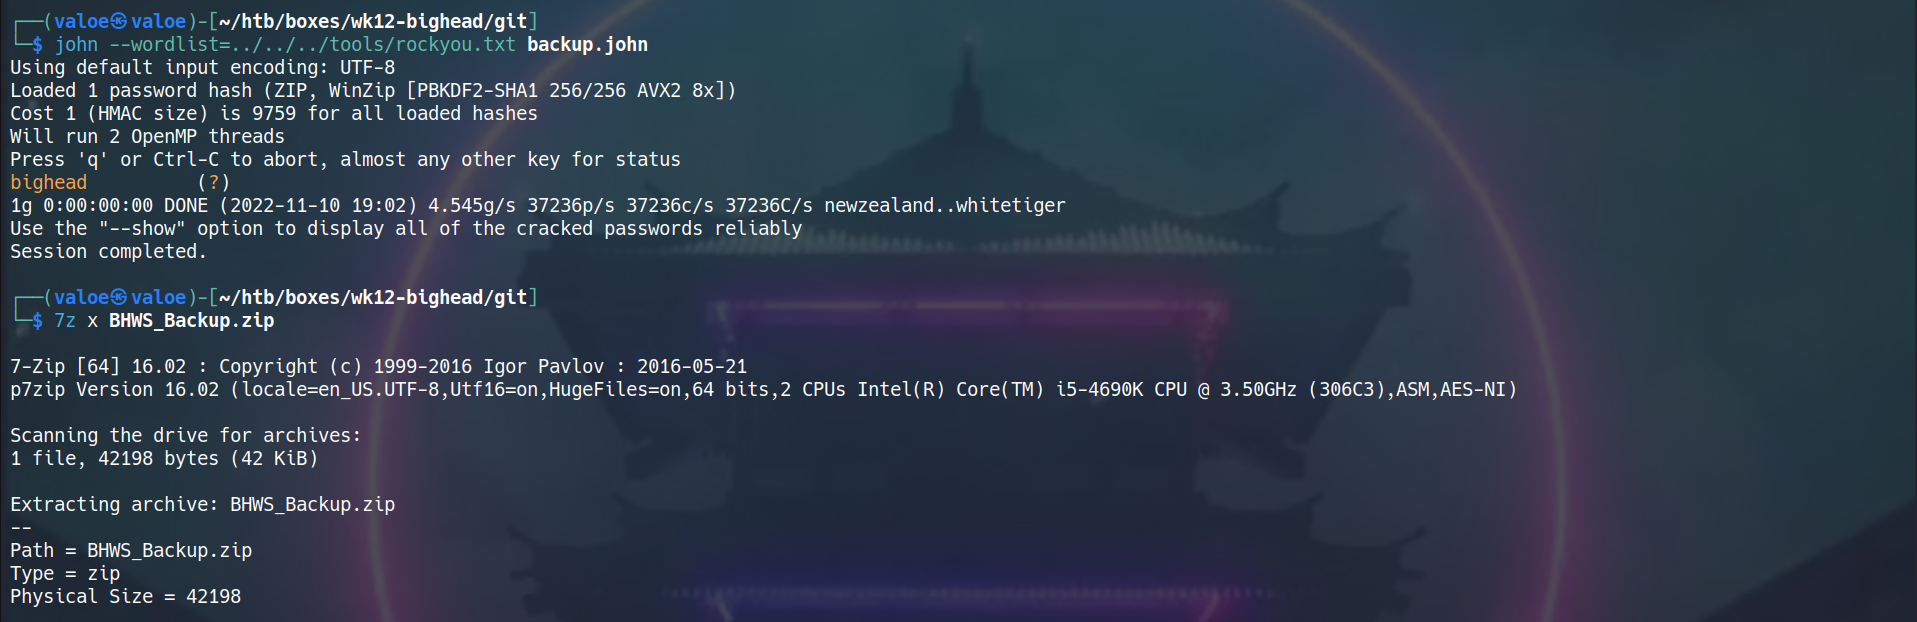 ┌──(valoe㉿valoe)-[~/htb/boxes/wk12-bighead/git]
└─$ john --wordlist=../../../tools/rockyou.txt backup.john
Using default input encoding: UTF-8
Loaded 1 password hash (ZIP, WinZip [PBKDF2-SHA1 256/256 AVX2 8x])
Cost 1 (HMAC size) is 9759 for all loaded hashes
Will run 2 OpenMP threads
Press 'q' or Ctrl-C to abort, almost any other key for status
bighead          (?)
1g 0:00:00:00 DONE (2022-11-10 19:02) 4.545g/s 37236p/s 37236c/s 37236C/s newzealand..whitetiger
Use the "--show" option to display all of the cracked passwords reliably
Session completed.
┌──(valoe㉿valoe)-[~/htb/boxes/wk12-bighead/git]
└─$ 7z x BHWS_Backup.zip
7-Zip [64] 16.02 : Copyright (c) 1999-2016 Igor Pavlov : 2016-05-21
p7zip Version 16.02 (locale=en_US.UTF-8,Utf16=on,HugeFiles=on,64 bits,2 CPUs Intel(R) Core(TM) i5-4690K CPU @ 3.50GHz (306C3),ASM,AES-NI)
Scanning the drive for archives:
1 file, 42198 bytes (42 KiB)
Extracting archive: BHWS_Backup.zip
--
Path = BHWS_Backup.zip
Type = zip
Physical Size = 42198